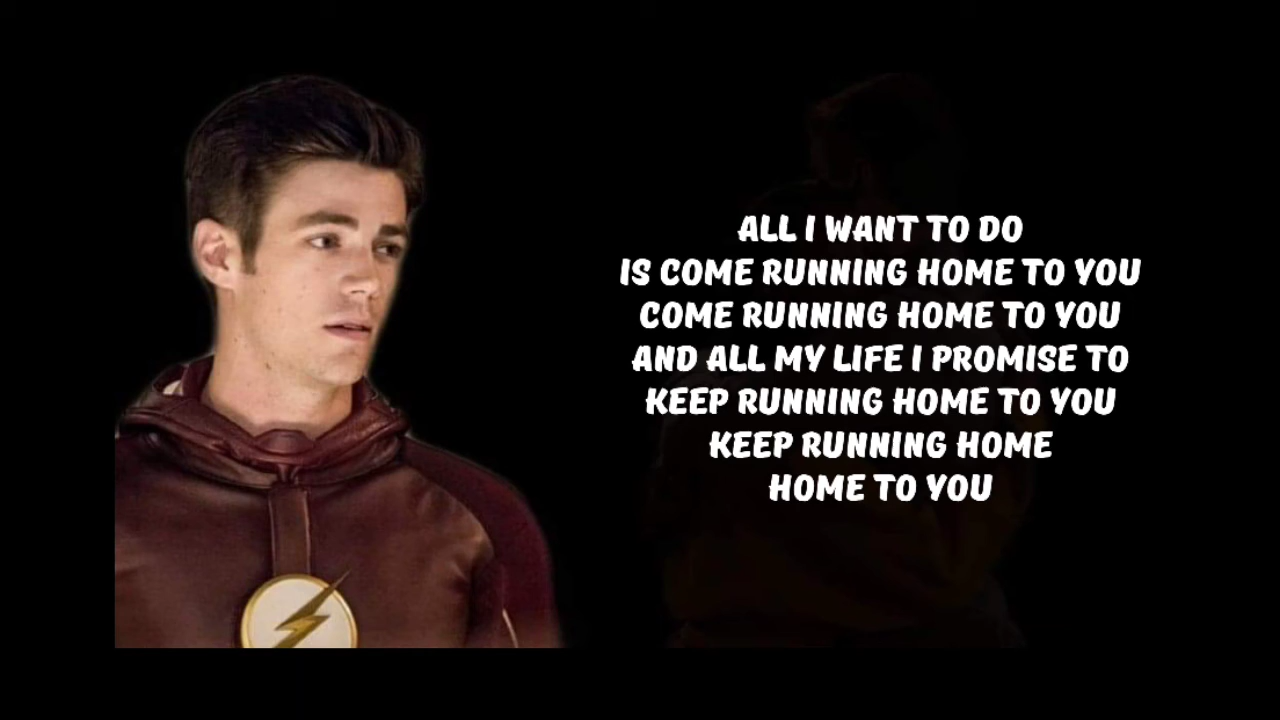 ALL I WANT TO DO
IS COME RUNNING HOME TO YOU
COME RUNNING HOME TO YOU
AND ALL MY LIFE I PROMISE TO
KEEP RUNNING HOME TO YOU
KEEP RUNNING HOME
HOME TO YOU